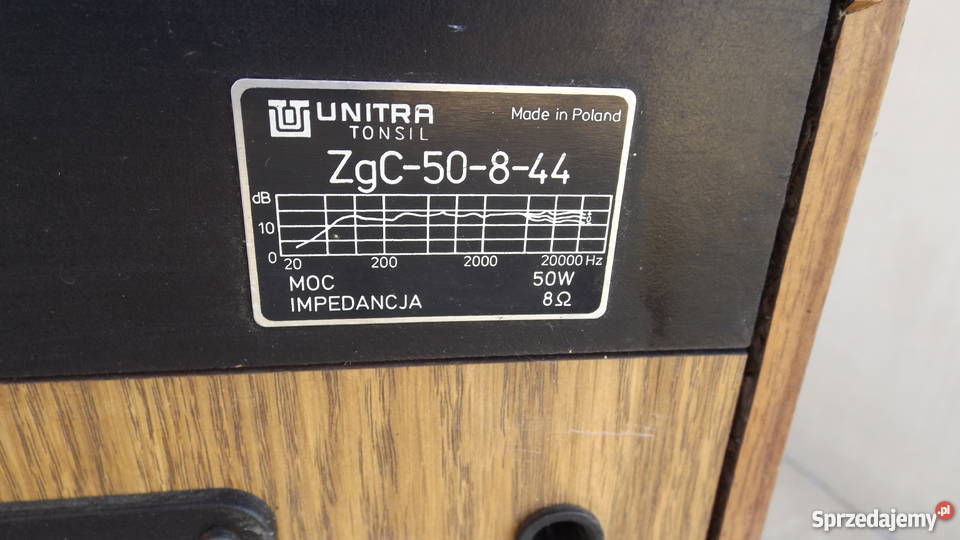 UNITRA
TONSIL
Made in Poland
ZgC-50-8-44
dB
10
0
20 200 2000 20000 Hz
MOC 50W
IMPEDANCJA 8Ω
Sprzedajemy.pl